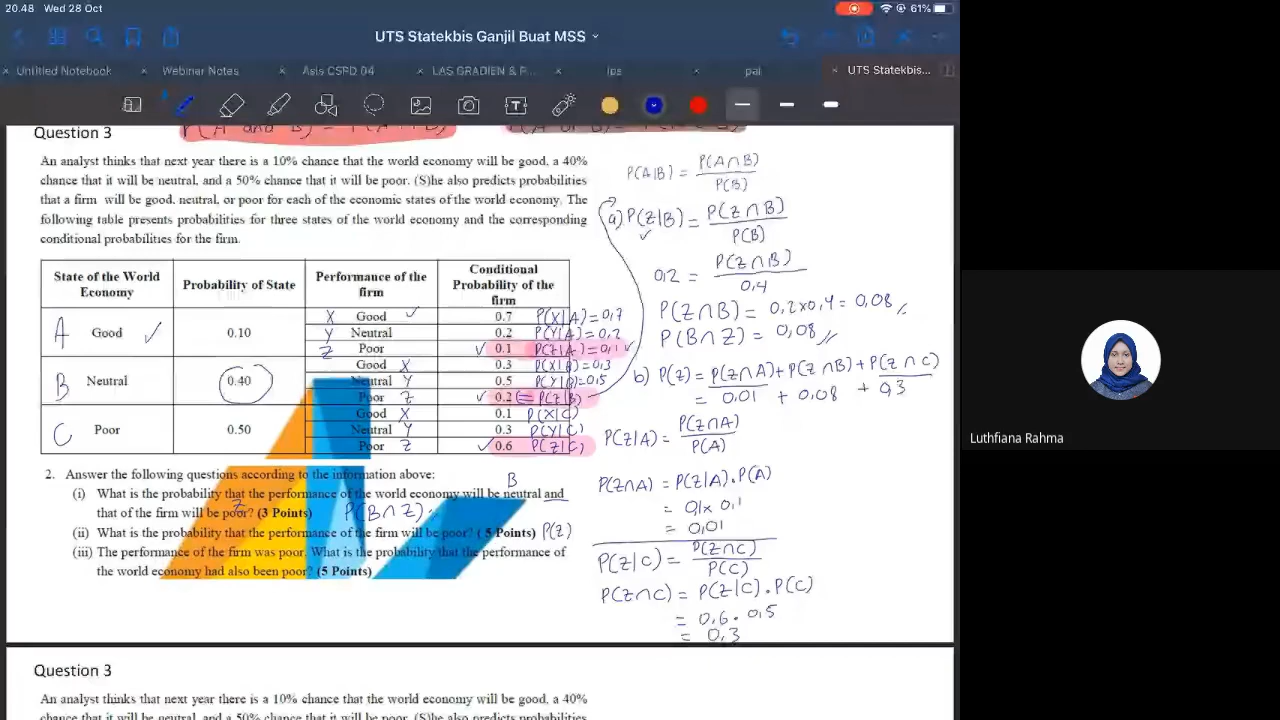 20.48 Wed 28 Oct
61%
UTS Statekbis Ganjil Buat MSS
Untitled Notebook
Webinar Notes
Asis CSPD 04
LAS GRADIEN & P...
ips
pai
UTS Statekbis...
Question 3
An analyst thinks that next year there is a 10% chance that the world economy will be good, a 40%
chance that it will be neutral, and a 50% chance that it will be poor. (S)he also predicts probabilities
that a firm will be good, neutral, or poor for each of the economic states of the world economy. The
following table presents probabilities for three states of the world economy and the corresponding
conditional probabilities for the firm.
State of the World Economy
Probability of State
Performance of the firm
Conditional Probability of the firm
A Good ✓ 0.10 X Good ✓ 0.7 P(X|A)=0,7
Y Neutral 0.2 P(Y|A)=0,2
Z Poor ✓ 0.1 P(Z|A)=0,1 ✓
B Neutral 0.40 Good X 0.3 P(X|B)=0,3
Neutral Y 0.5 P(Y|B)=0,5
Poor Z ✓ 0.2 (= P(Z|B)
C Poor 0.50 Good X 0.1 P(X|C)
Neutral Y 0.3 P(Y|C)
Poor Z ✓ 0.6 P(Z|C)
2. Answer the following questions according to the information above:
B
(i) What is the probability that the performance of the world economy will be neutral and
that of the firm will be poor? (3 Points) P(B∩Z)
Z
(ii) What is the probability that the performance of the firm will be poor? ( 5 Points) P(Z)
(iii) The performance of the firm was poor. What is the probability that the performance of
the world economy had also been poor? (5 Points)
P(A|B) = P(A∩B) / P(B)
a) P(Z|B) = P(Z∩B) / P(B)
✓
0,2 = P(Z∩B) / 0,4
P(Z∩B) = 0,2x0,4 = 0,08 //
P(B∩Z) = 0,08 //
b) P(Z) = P(Z∩A) + P(Z∩B) + P(Z∩C)
= 0,01 + 0,08 + 0,3
P(Z|A) = P(Z∩A) / P(A)
P(Z∩A) = P(Z|A) . P(A)
= 0,1 x 0,1
= 0,01
P(Z|C) = P(Z∩C) / P(C)
P(Z∩C) = P(Z|C) . P(C)
= 0,6 . 0,5
= 0,3
Luthfiana Rahma
Question 3
An analyst thinks that next year there is a 10% chance that the world economy will be good, a 40%
chance that it will be neutral, and a 50% chance that it will be poor. (S)he also predicts probabilities